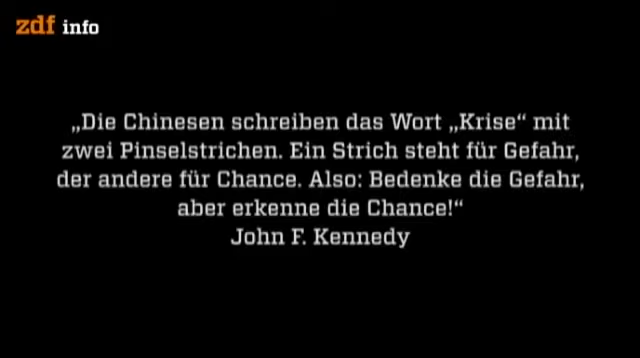 zdf info
„Die Chinesen schreiben das Wort „Krise“ mit
zwei Pinselstrichen. Ein Strich steht für Gefahr,
der andere für Chance. Also: Bedenke die Gefahr,
aber erkenne die Chance!“
John F. Kennedy